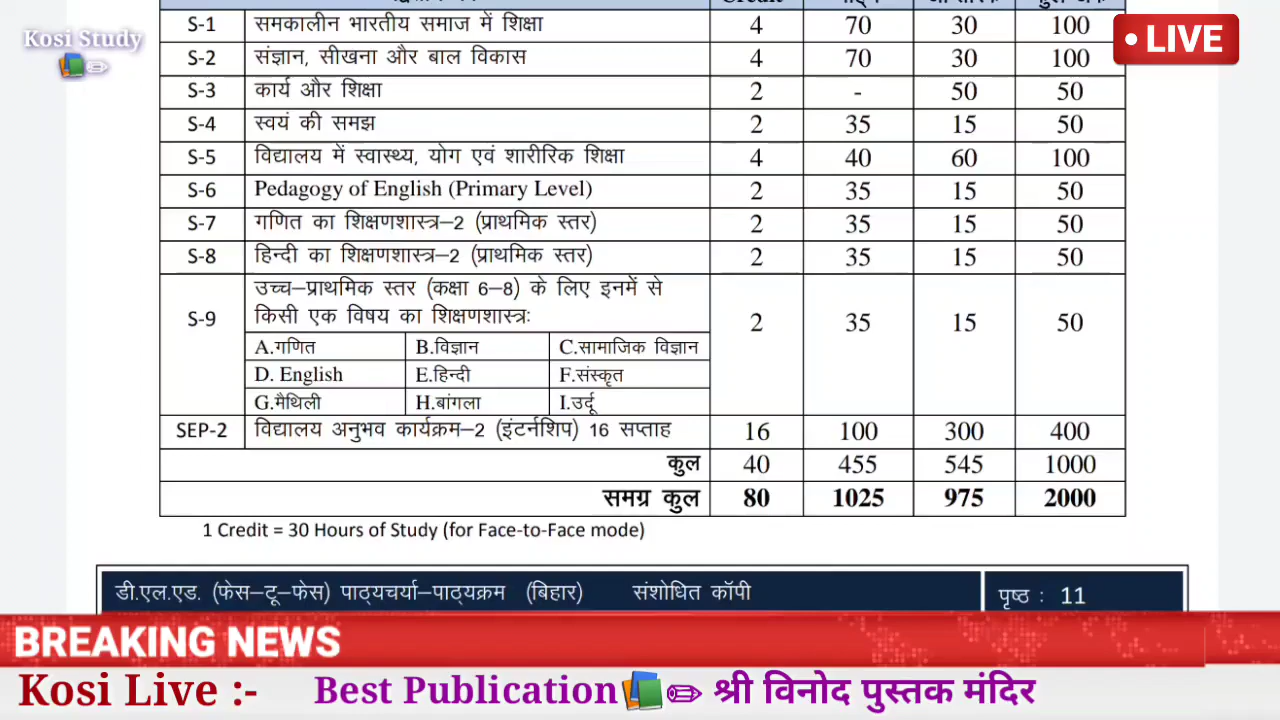 Credit
S-1 समकालीन भारतीय समाज में शिक्षा 4 70 30 100
S-2 संज्ञान, सीखना और बाल विकास 4 70 30 100
S-3 कार्य और शिक्षा 2 - 50 50
S-4 स्वयं की समझ 2 35 15 50
S-5 विद्यालय में स्वास्थ्य, योग एवं शारीरिक शिक्षा 4 40 60 100
S-6 Pedagogy of English (Primary Level) 2 35 15 50
S-7 गणित का शिक्षणशास्त्र–2 (प्राथमिक स्तर) 2 35 15 50
S-8 हिन्दी का शिक्षणशास्त्र–2 (प्राथमिक स्तर) 2 35 15 50
उच्च–प्राथमिक स्तर (कक्षा 6–8) के लिए इनमें से
S-9 किसी एक विषय का शिक्षणशास्त्रः 2 35 15 50
A.गणित B.विज्ञान C.सामाजिक विज्ञान
D. English E.हिन्दी F.संस्कृत
G.मैथिली H.बांगला I.उर्दू
SEP-2 विद्यालय अनुभव कार्यक्रम–2 (इंटर्नशिप) 16 सप्ताह 16 100 300 400
कुल 40 455 545 1000
समग्र कुल 80 1025 975 2000
1 Credit = 30 Hours of Study (for Face-to-Face mode)
डी.एल.एड. (फेस–टू–फेस) पाठ्यचर्या–पाठ्यक्रम (बिहार) संशोधित कॉपी पृष्ठ : 11
Kosi Study
• LIVE
BREAKING NEWS
Kosi Live :- Best Publication📚✏ श्री विनोद पुस्तक मंदिर